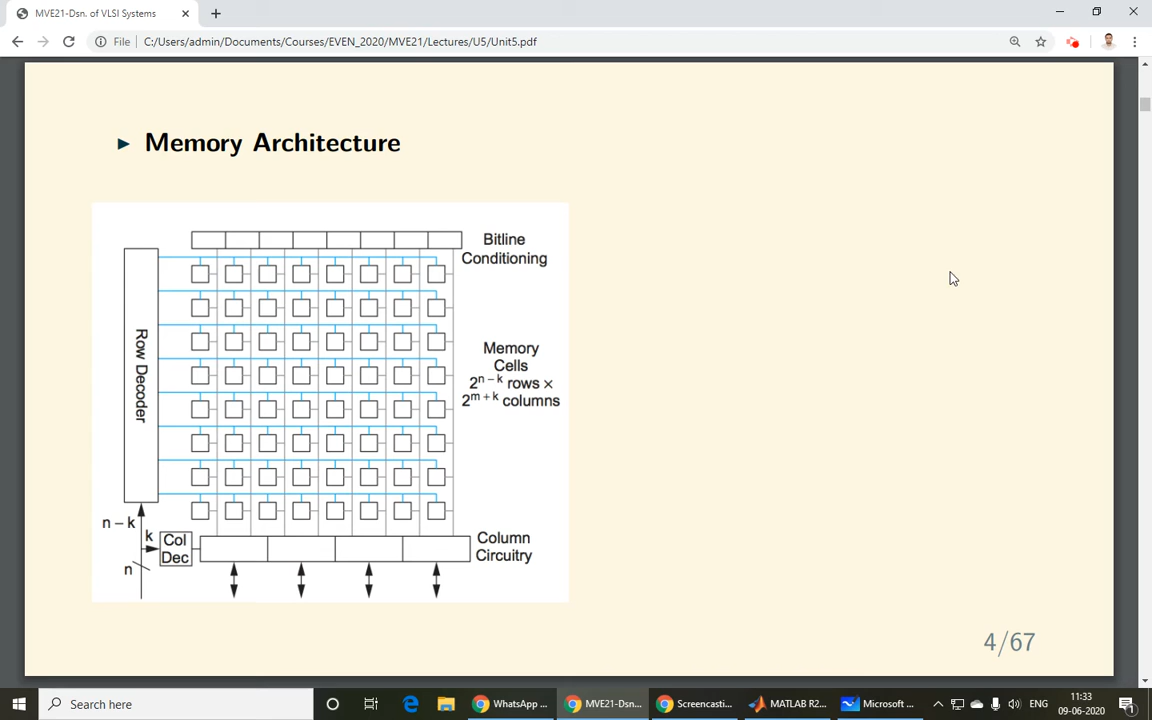 MVE21-Dsn. of VLSI Systems
File
C:/Users/admin/Documents/Courses/EVEN_2020/MVE21/Lectures/U5/Unit5.pdf
Memory Architecture
Bitline
Conditioning
Row Decoder
Memory
Cells
2^n – k rows ×
2^m + k columns
n – k
k
n
Col
Dec
Column
Circuitry
4/67
Search here
WhatsApp ...
MVE21-Dsn...
Screencasti...
MATLAB R2...
Microsoft ...
ENG
11:33
09-06-2020
1